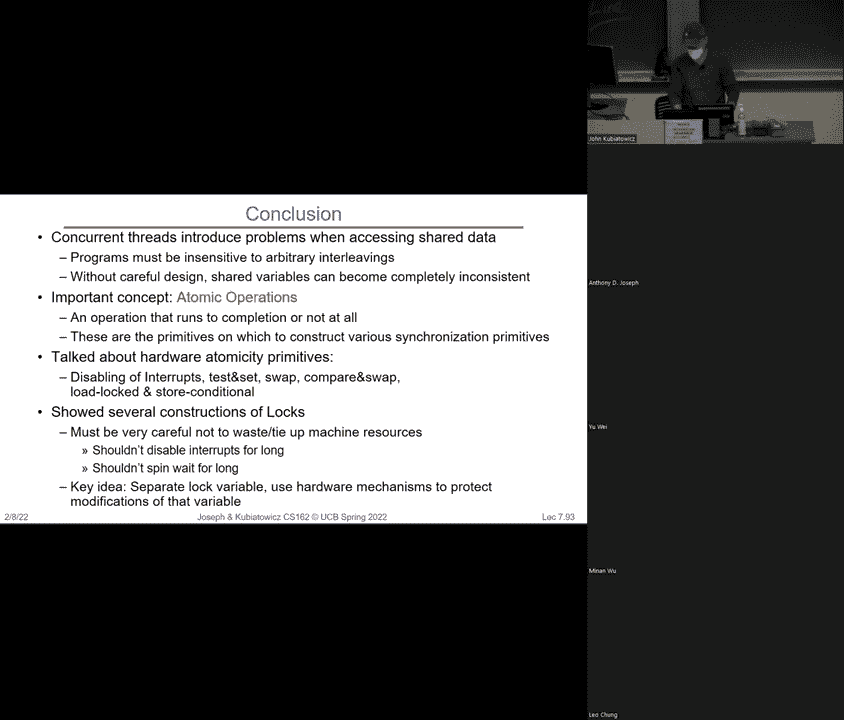 Conclusion
• Concurrent threads introduce problems when accessing shared data
– Programs must be insensitive to arbitrary interleavings
– Without careful design, shared variables can become completely inconsistent
• Important concept: Atomic Operations
– An operation that runs to completion or not at all
– These are the primitives on which to construct various synchronization primitives
• Talked about hardware atomicity primitives:
– Disabling of Interrupts, test&set, swap, compare&swap,
load-locked & store-conditional
• Showed several constructions of Locks
– Must be very careful not to waste/tie up machine resources
» Shouldn't disable interrupts for long
» Shouldn't spin wait for long
– Key idea: Separate lock variable, use hardware mechanisms to protect
modifications of that variable
2/8/22
Joseph & Kubiatowicz CS162 © UCB Spring 2022
Lec 7.93
John Kubiatowicz
Anthony D. Joseph
Yu Wei
Minan Wu
Leo Chung